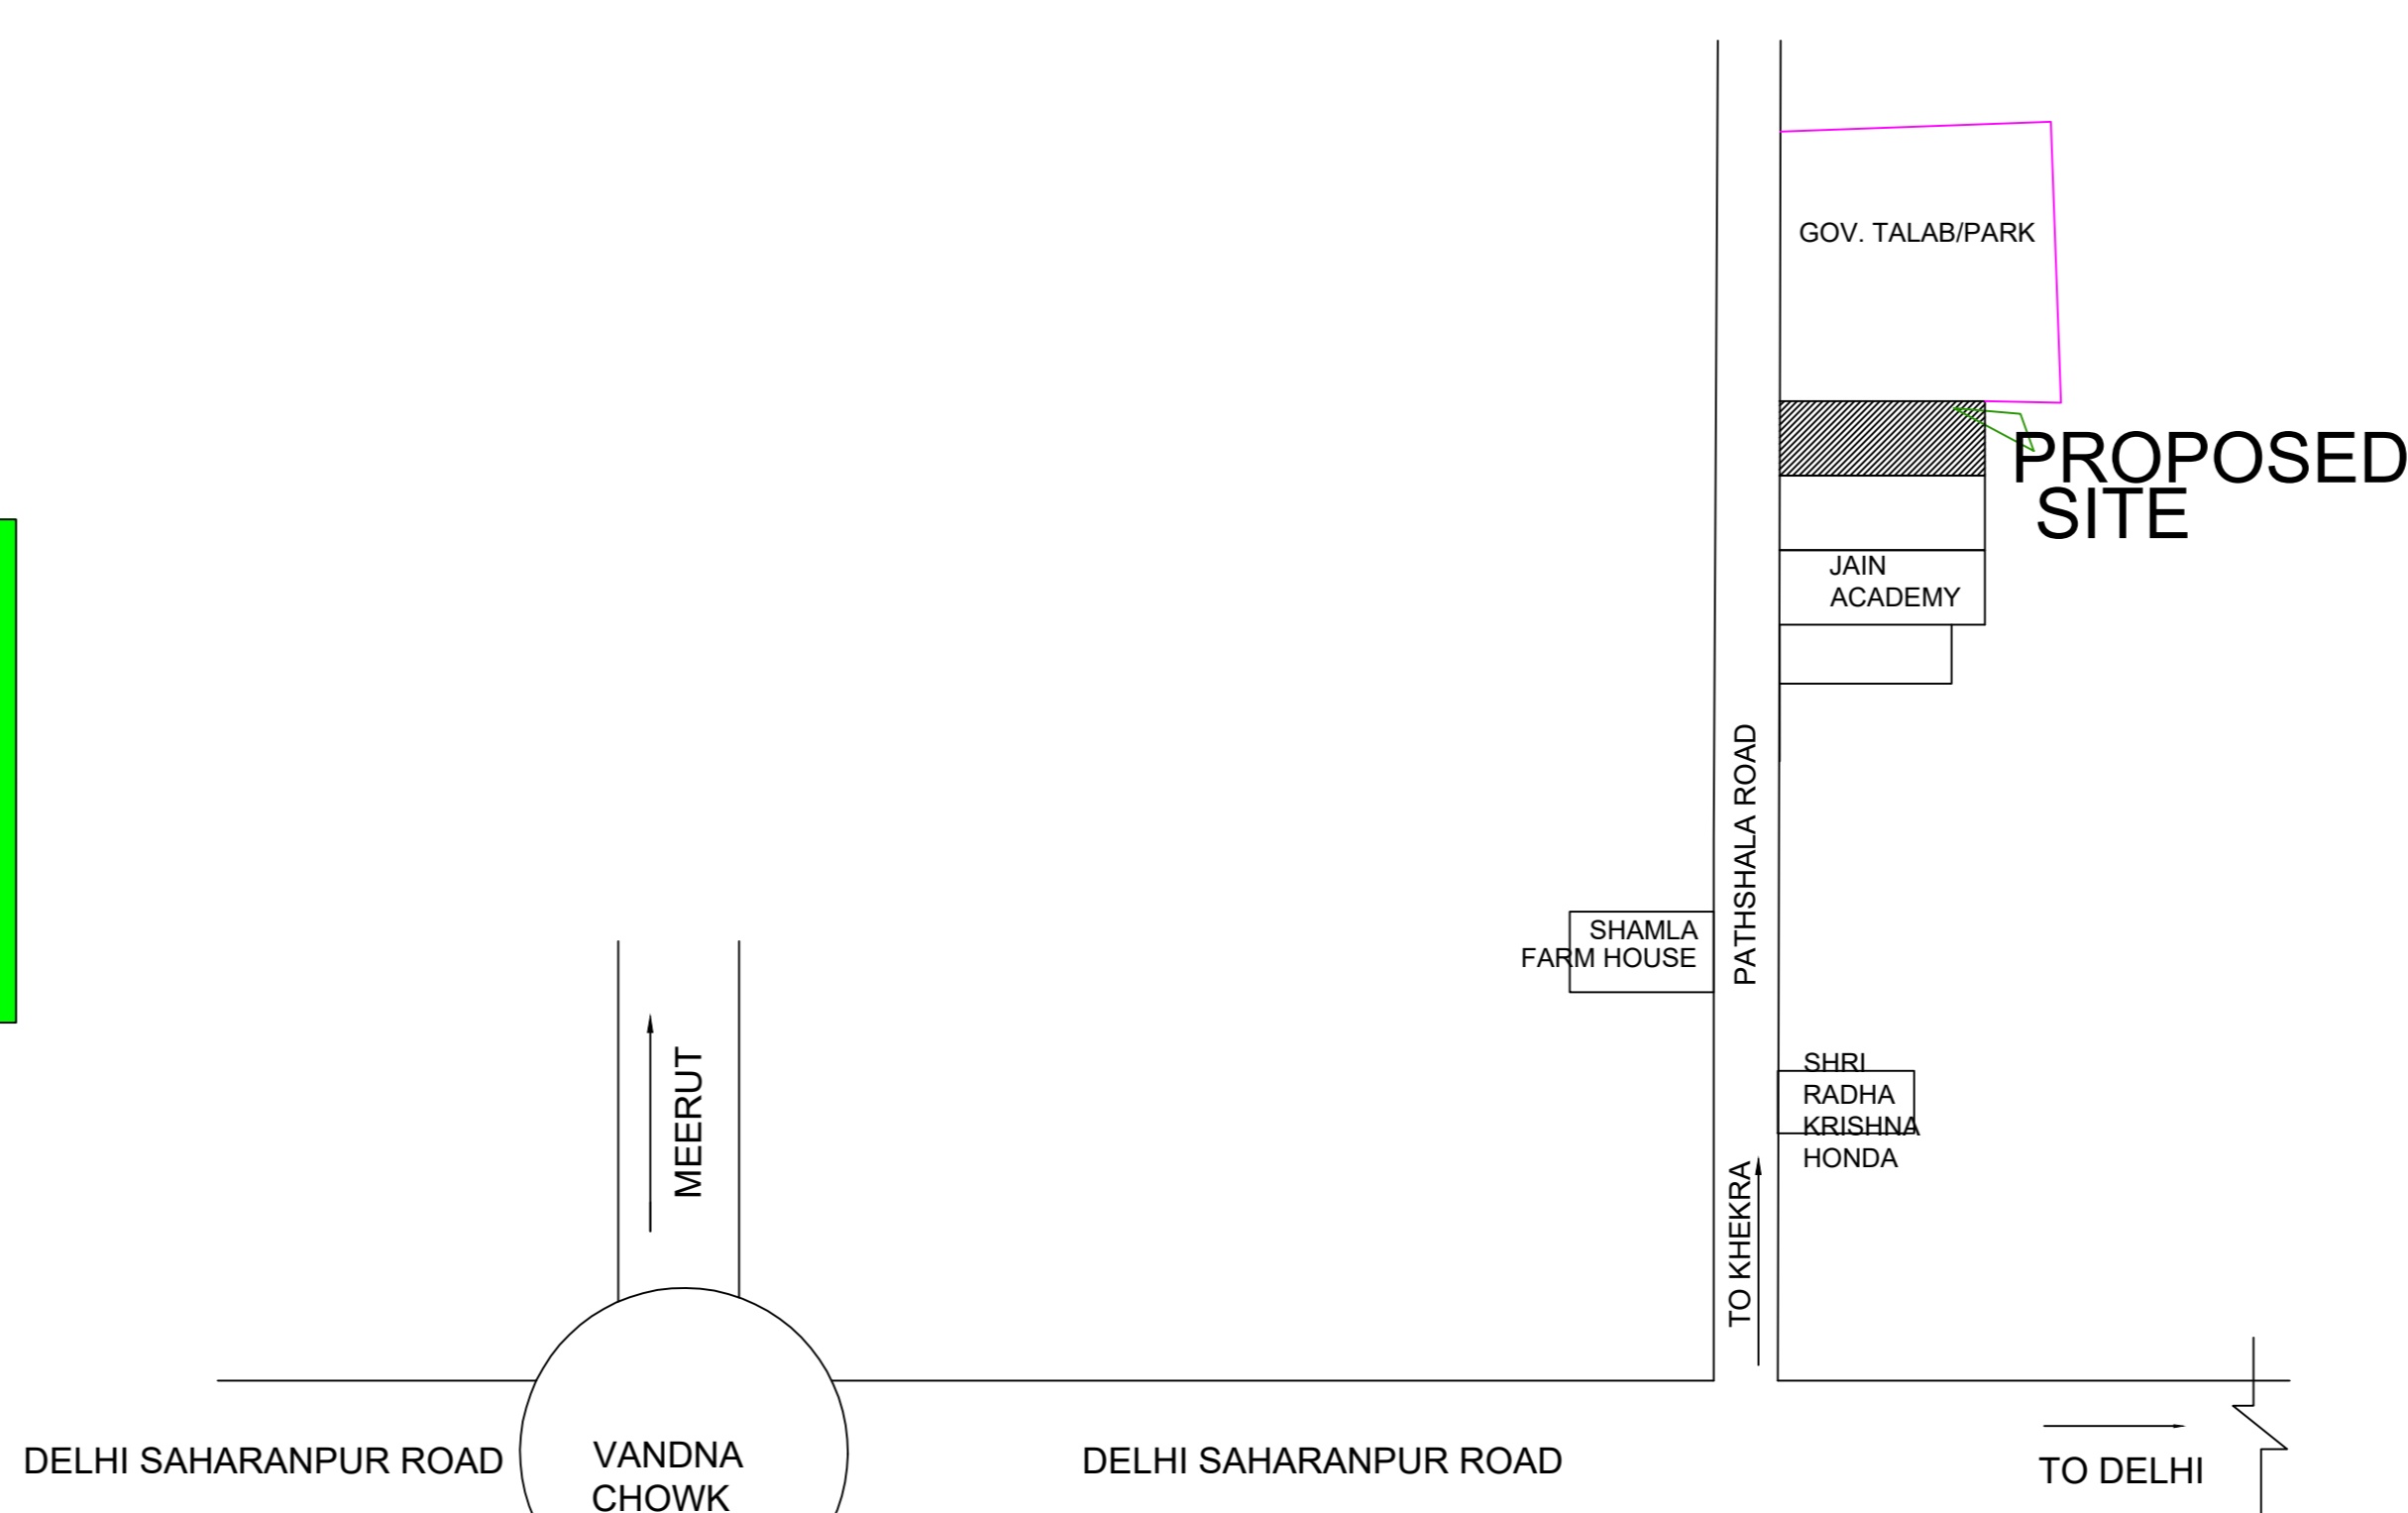 GOV. TALAB/PARK
PROPOSED
SITE
JAIN
ACADEMY
PATHSHALA ROAD
SHAMLA
FARM HOUSE
MEERUT
SHRI
RADHA
KRISHNA
HONDA
TO KHEKRA
DELHI SAHARANPUR ROAD
VANDNA
CHOWK
DELHI SAHARANPUR ROAD
TO DELHI